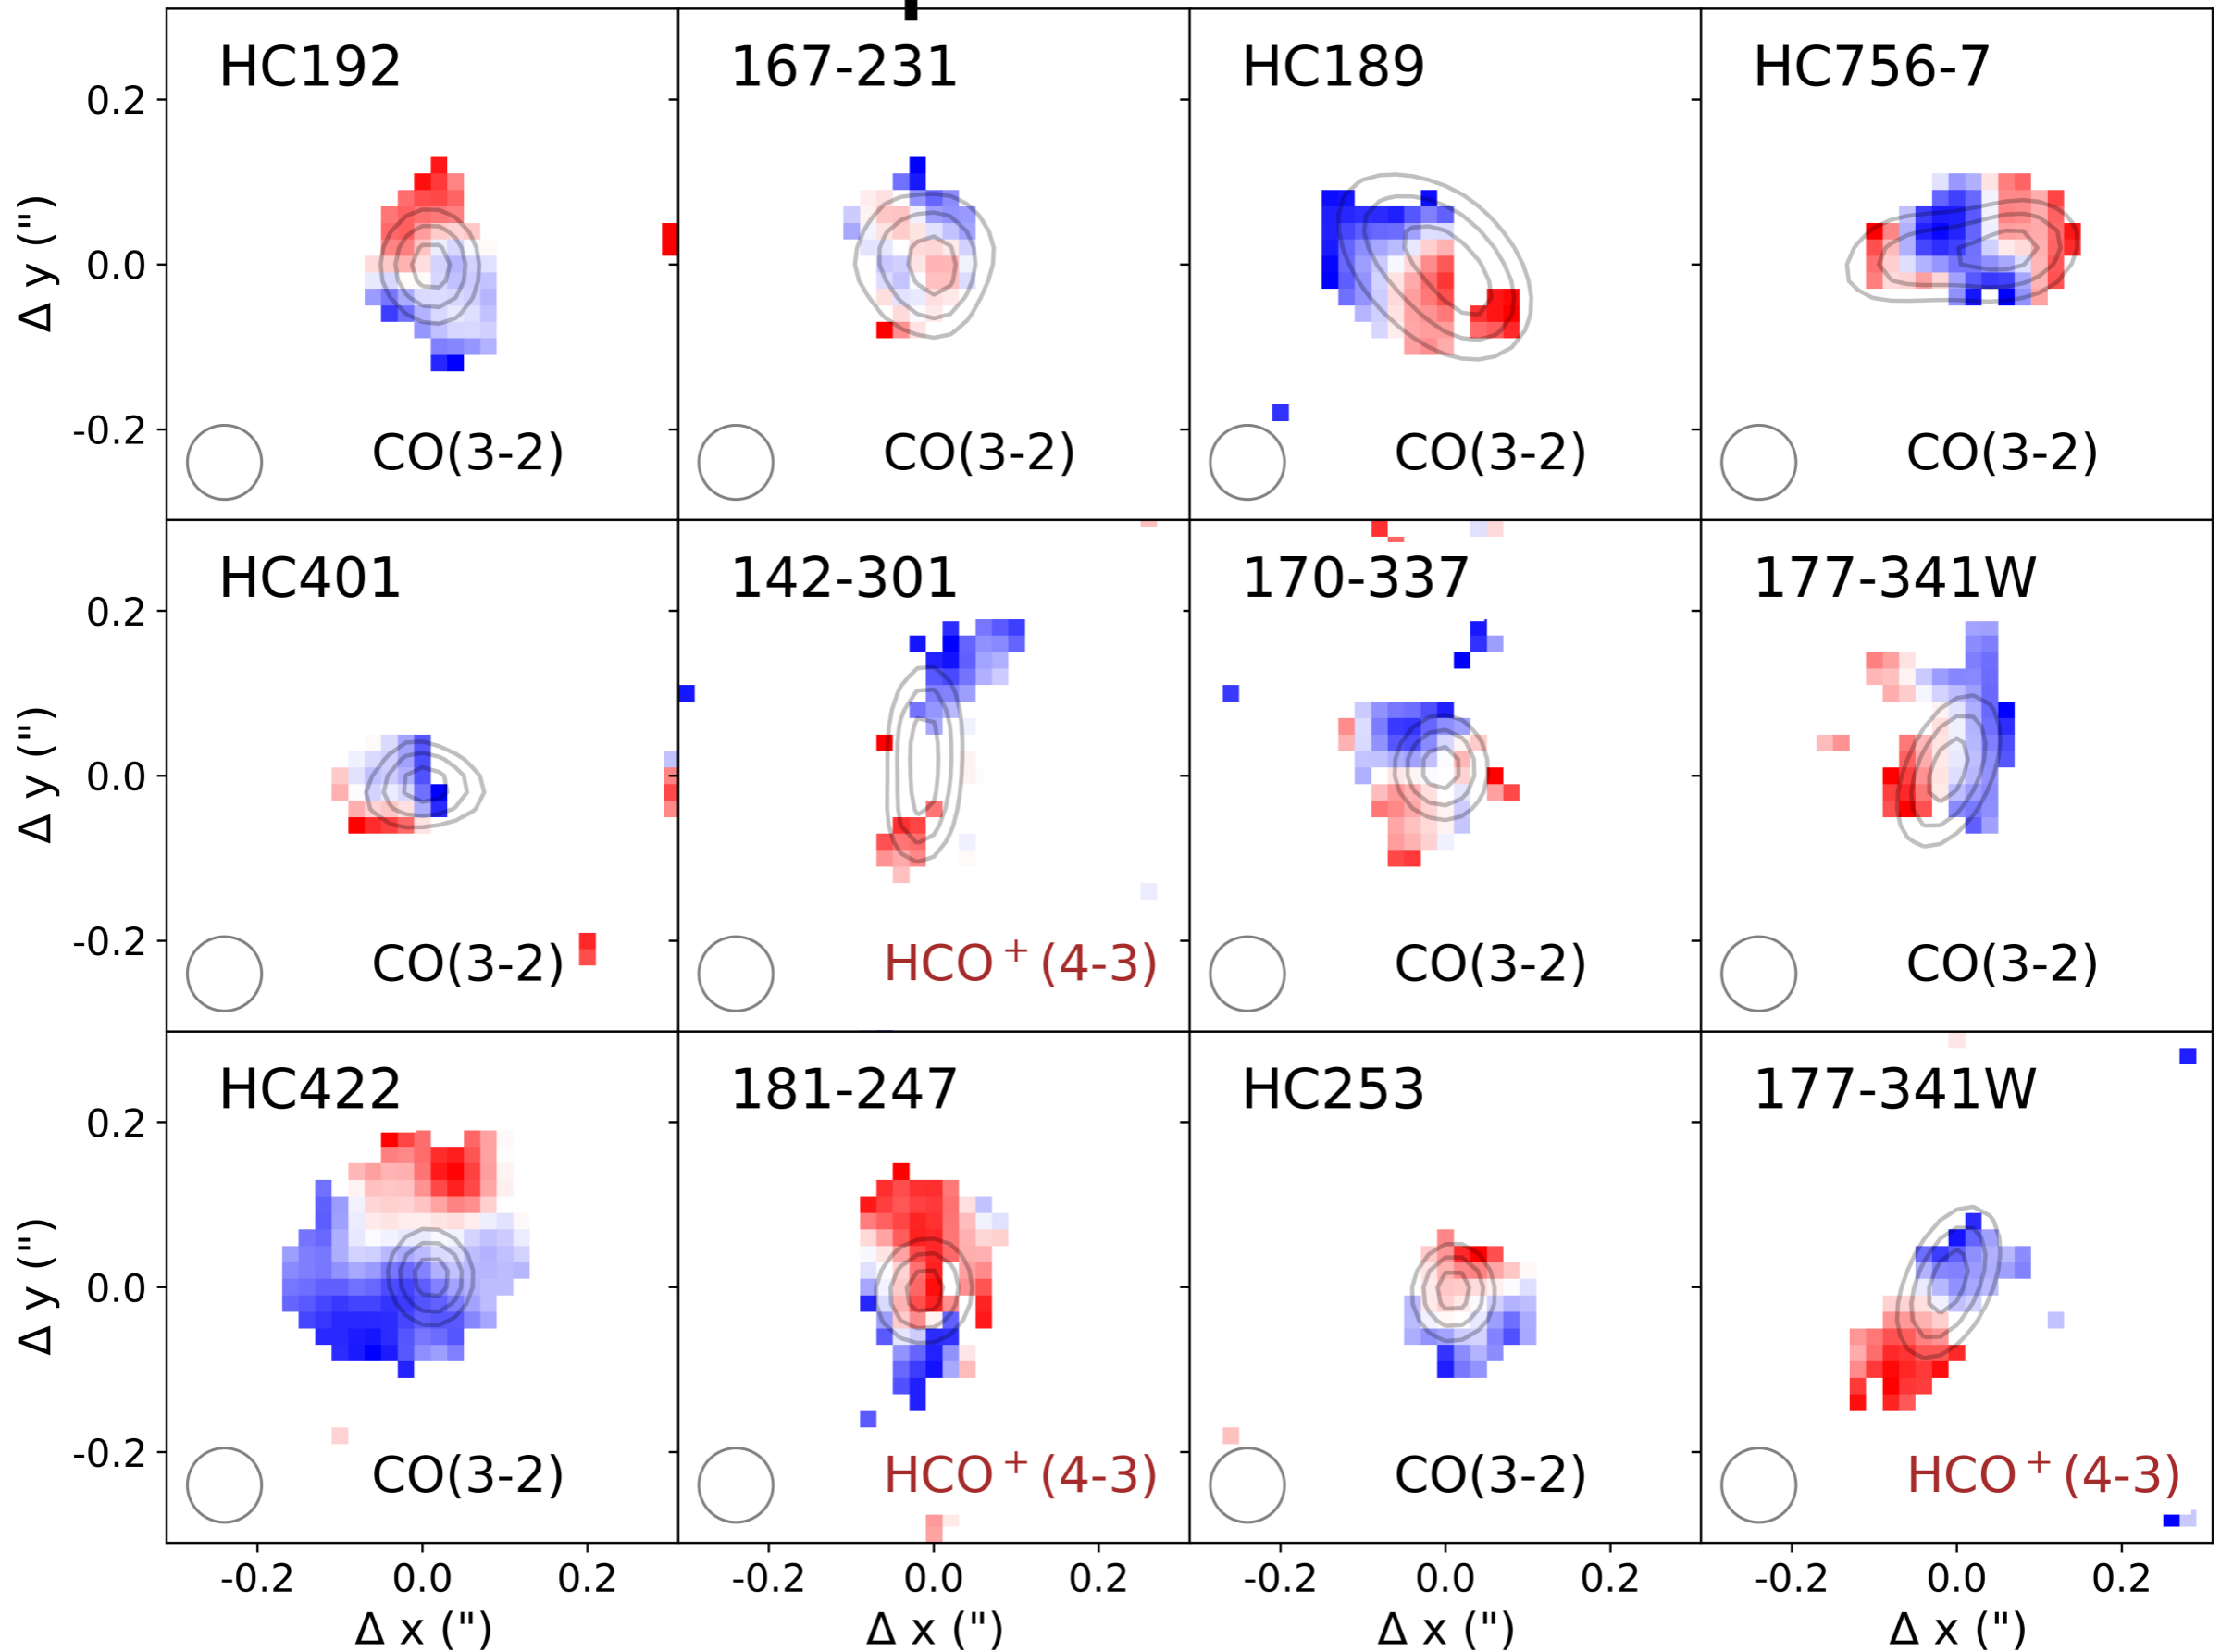 HC192
167-231
HC189
HC756-7
0.2
0.0
-0.2
Δ y (")
CO(3-2)
CO(3-2)
CO(3-2)
CO(3-2)
HC401
142-301
170-337
177-341W
0.2
0.0
-0.2
Δ y (")
CO(3-2)
HCO⁺(4-3)
CO(3-2)
CO(3-2)
HC422
181-247
HC253
177-341W
0.2
0.0
-0.2
Δ y (")
CO(3-2)
HCO⁺(4-3)
CO(3-2)
HCO⁺(4-3)
-0.2 0.0 0.2
-0.2 0.0 0.2
-0.2 0.0 0.2
-0.2 0.0 0.2
Δ x (")
Δ x (")
Δ x (")
Δ x (")